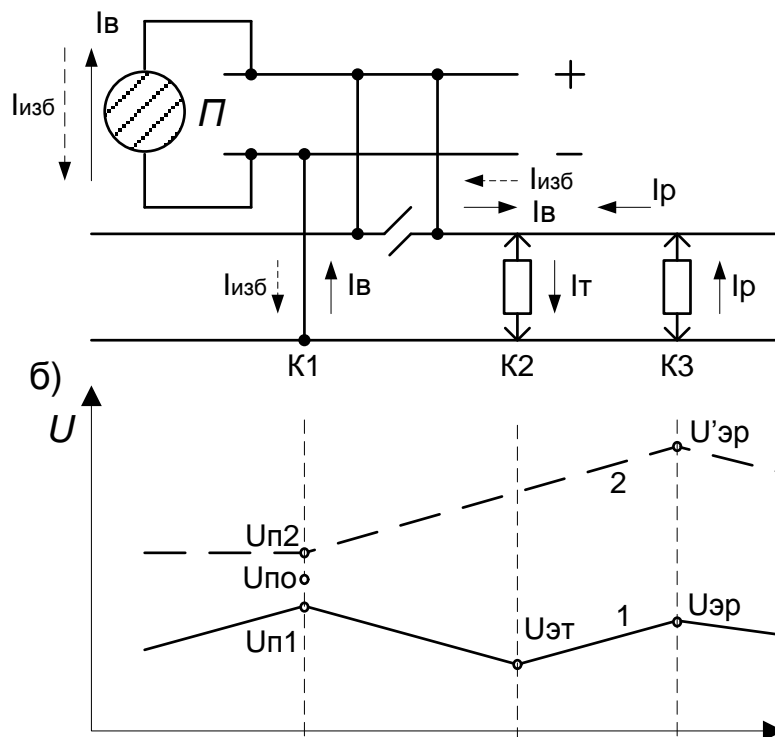 Iв
Iизб
П
+
−
Iизб
Iв
Iр
Iизб
Iв
Iт
Iр
К1
К2
К3
б)
U
U’эр
2
Uп2
Uпо
Uп1
Uэт
1
Uэр